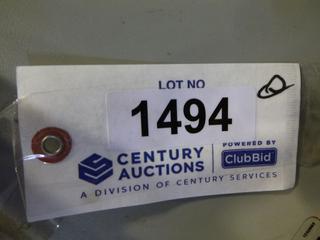 LOT NO
1494
CENTURY
AUCTIONS
POWERED BY
ClubBid
A DIVISION OF CENTURY SERVICES